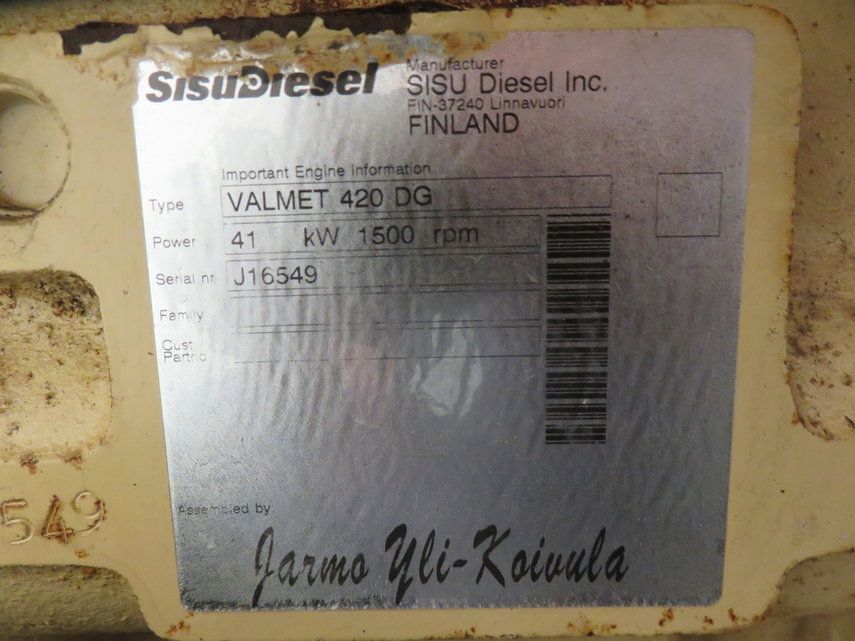 SisuDiesel
Manufacturer
SISU Diesel Inc.
FIN-37240 Linnavuori
FINLAND
Important Engine Information
Type VALMET 420 DG
Power 41 kW 1500 rpm
Serial nr J16549
Family
Cust
Partno
549
Assembled by
Jarmo Yli-Koivula